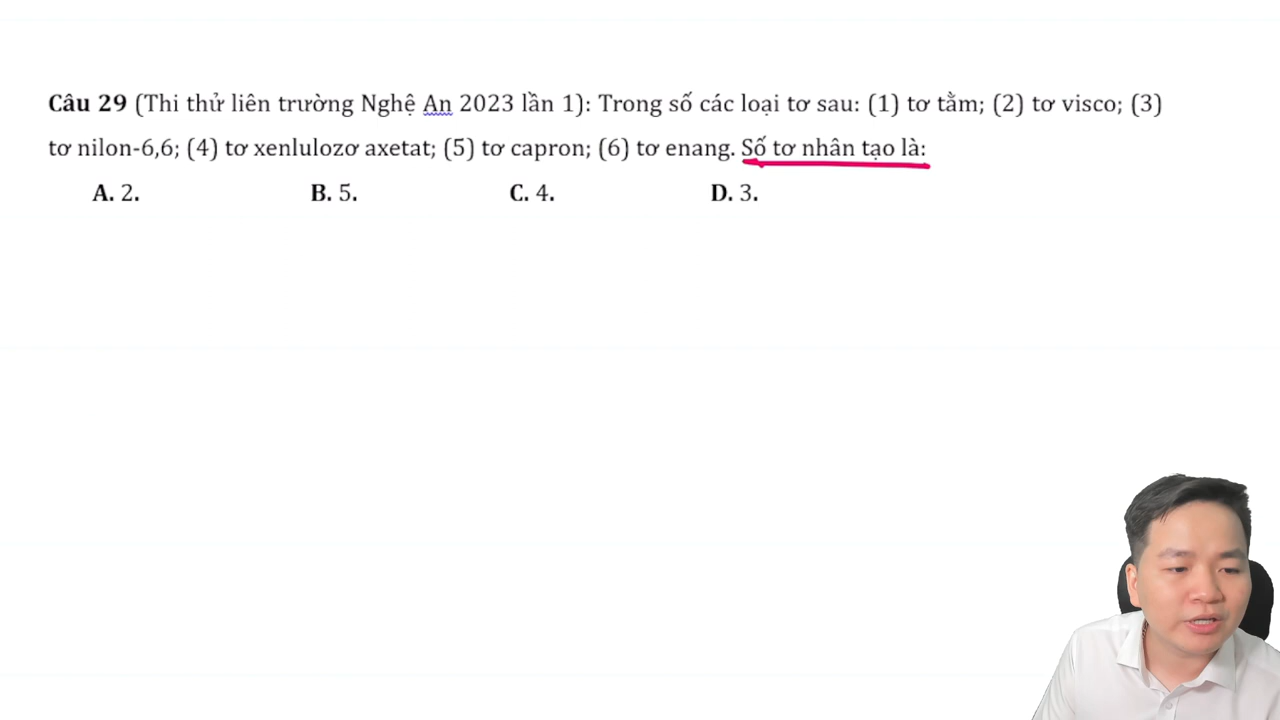 Câu 29 (Thi thử liên trường Nghệ An 2023 lần 1): Trong số các loại tơ sau: (1) tơ tằm; (2) tơ visco; (3)
tơ nilon-6,6; (4) tơ xenlulozơ axetat; (5) tơ capron; (6) tơ enang. Số tơ nhân tạo là:
A. 2. B. 5. C. 4. D. 3.